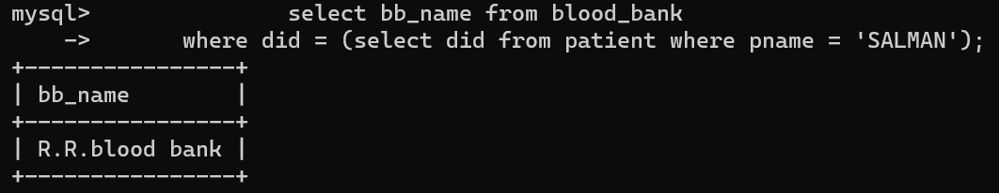 mysql>               select bb_name from blood_bank
    ->       where did = (select did from patient where pname = 'SALMAN');
+----------------+
| bb_name        |
+----------------+
| R.R.blood bank |
+----------------+